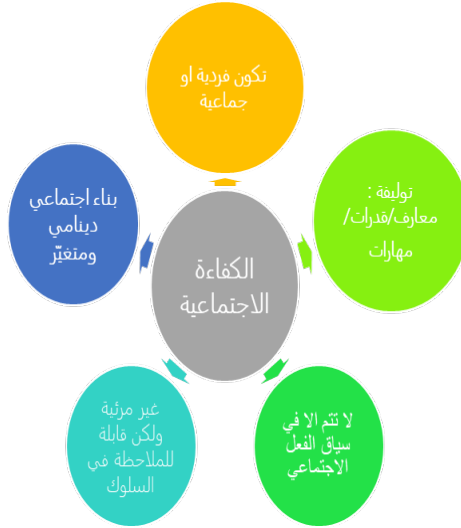 تكون فردية او
جماعية
توليفة :
معارف/قدرات/
مهارات
بناء اجتماعي
دينامي
ومتغيّر
الكفاءة
الاجتماعية
لا تتم الا في
سياق الفعل
الاجتماعي
غير مرئية
ولكن قابلة
للملاحظة في
السلوك